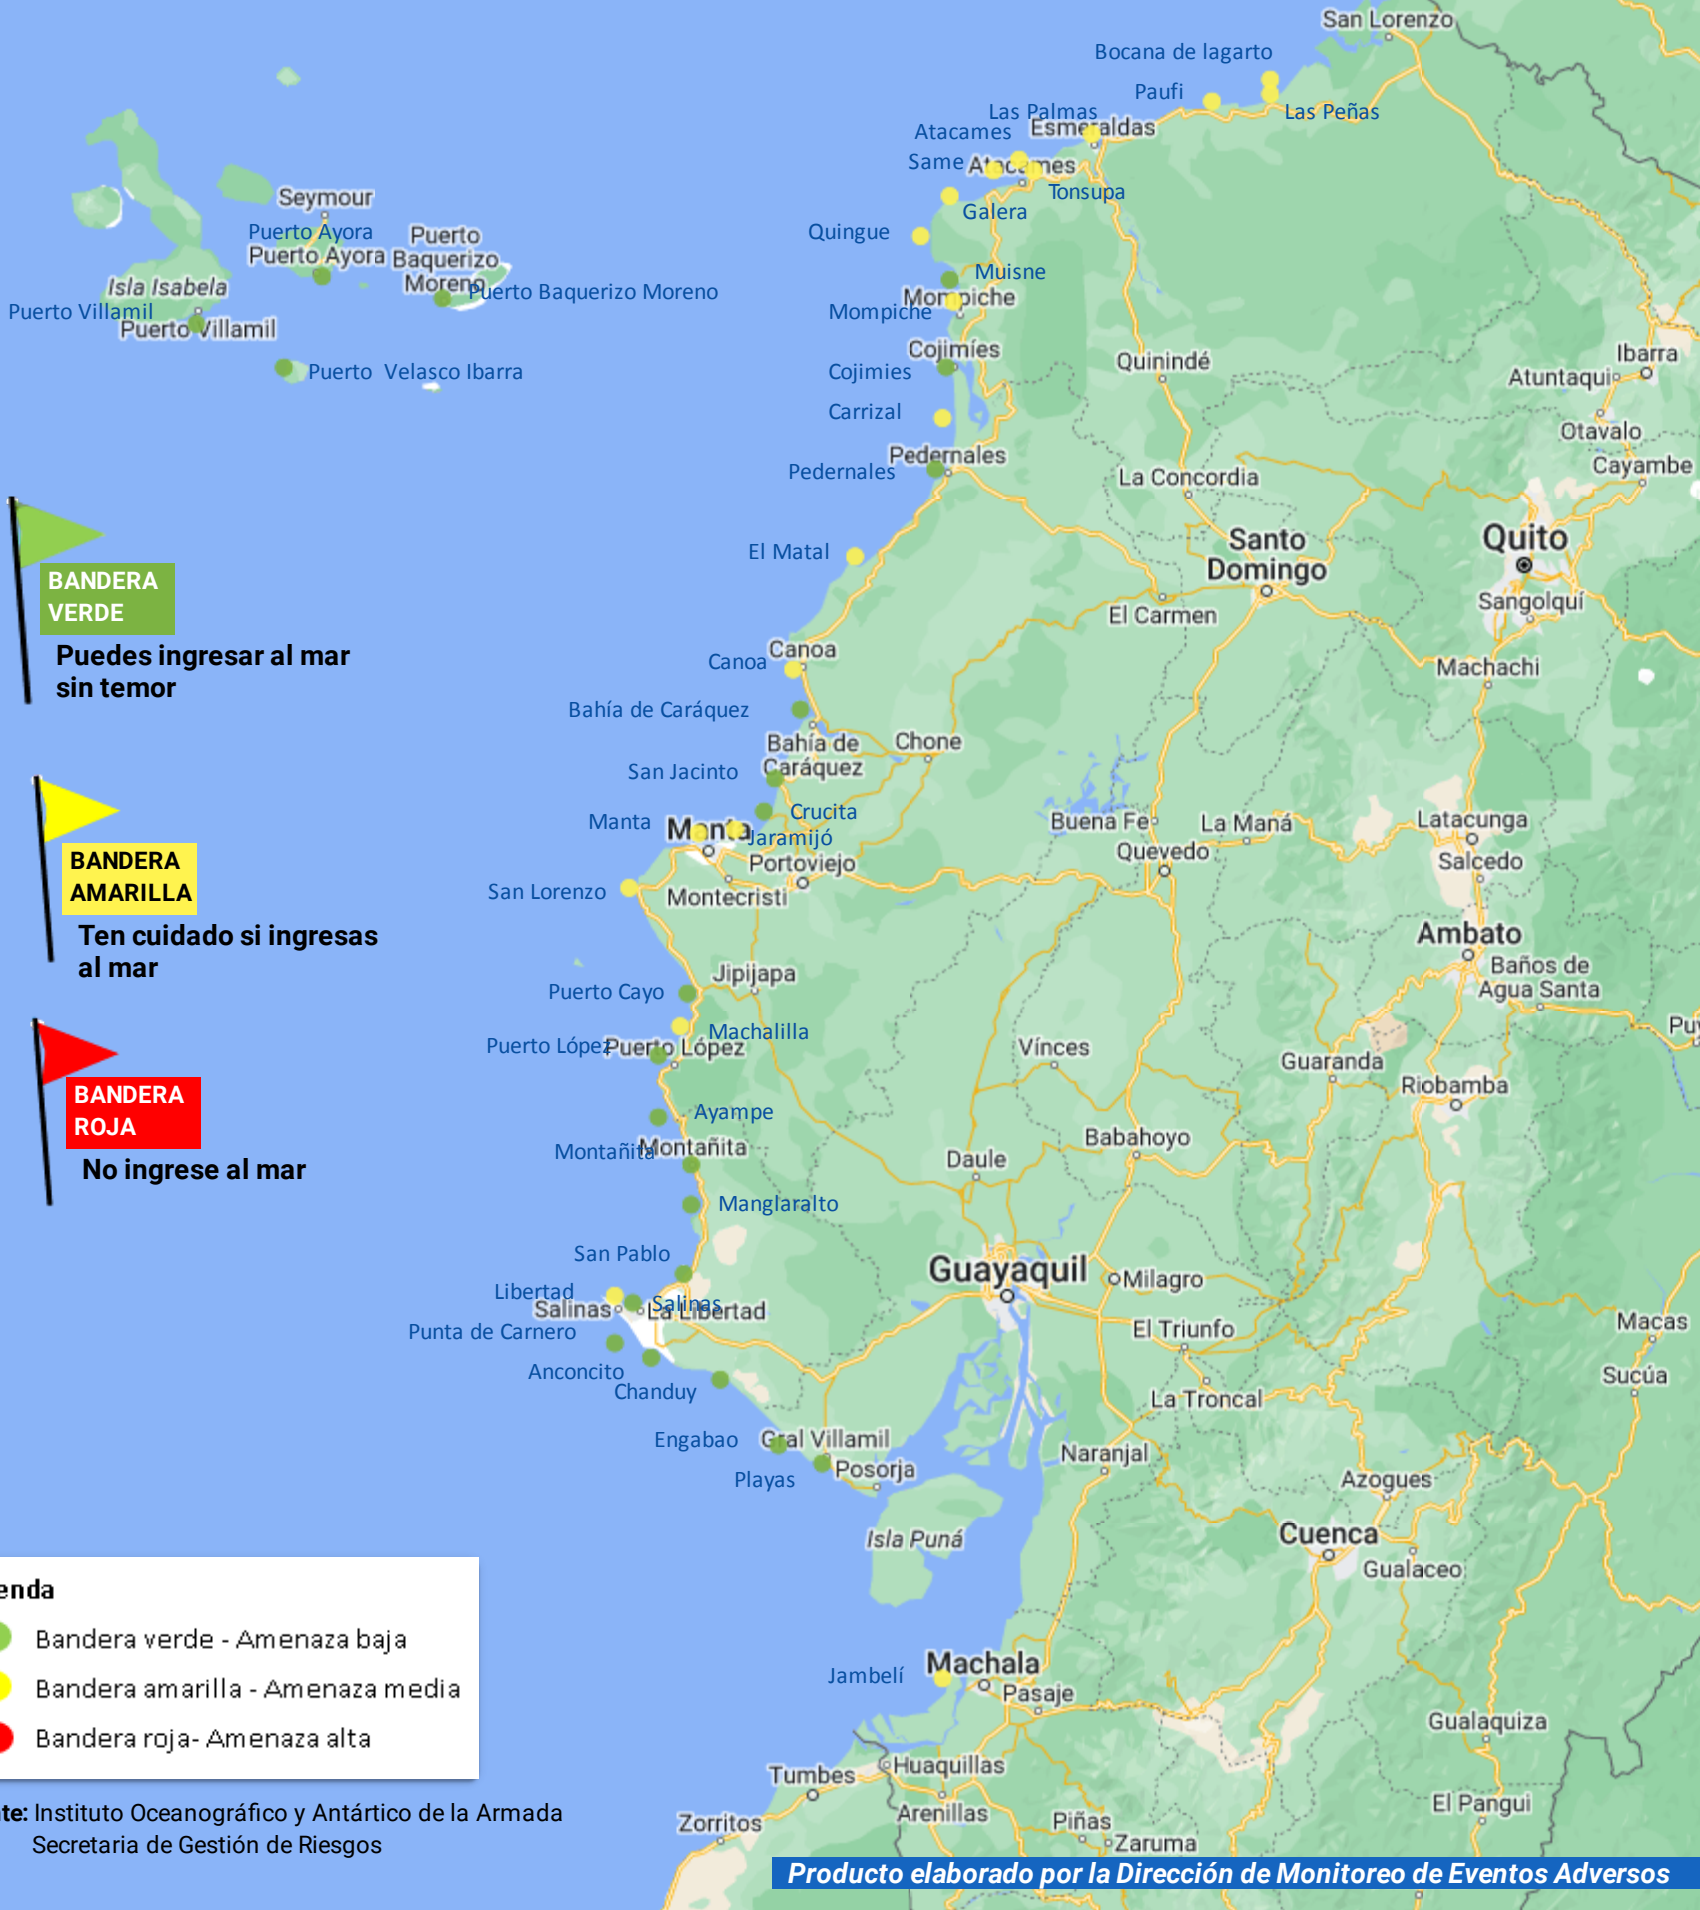 San Lorenzo
Bocana de lagarto
Paufi
Las Peñas
Las Palmas
Esmeraldas
Atacames
Same
Atacames
Tonsupa
Galera
Quingue
Muisne
Mompiche
Mompiche
Cojimíes
Cojimies
Carrizal
Pedernales
Pedernales
El Matal
Canoa
Canoa
Bahía de Caráquez
Bahía de
Caráquez
Chone
San Jacinto
Crucita
Manta
Manta
Jaramijó
Portoviejo
San Lorenzo
Montecristi
Jipijapa
Puerto Cayo
Machalilla
Puerto López
Puerto López
Ayampe
Montañita
Montañita
Manglaralto
San Pablo
Libertad
Salinas
Salinas
La Libertad
Punta de Carnero
Anconcito
Chanduy
Engabao
Gral Villamil
Playas
Posorja
Isla Puná
Jambelí
Machala
Pasaje
Huaquillas
Tumbes
Arenillas
Zorritos
Piñas
Zaruma
Seymour
Puerto Ayora
Puerto Ayora
Puerto
Baquerizo
Moreno
Puerto Baquerizo Moreno
Isla Isabela
Puerto Villamil
Puerto Villamil
Puerto Velasco Ibarra
Quinindé
La Concordia
Santo
Domingo
El Carmen
Ibarra
Atuntaqui
Otavalo
Cayambe
Quito
Sangolquí
Machachi
Buena Fe
La Maná
Quevedo
Latacunga
Salcedo
Ambato
Baños de
Agua Santa
Vínces
Guaranda
Riobamba
Babahoyo
Daule
Guayaquil
Milagro
El Triunfo
La Troncal
Naranjal
Macas
Sucúa
Azogues
Cuenca
Gualaceo
Gualaquiza
El Pangui
BANDERA
VERDE
Puedes ingresar al mar
sin temor
BANDERA
AMARILLA
Ten cuidado si ingresas
al mar
BANDERA
ROJA
No ingrese al mar
enda
Bandera verde - Amenaza baja
Bandera amarilla - Amenaza media
Bandera roja- Amenaza alta
te: Instituto Oceanográfico y Antártico de la Armada
Secretaria de Gestión de Riesgos
Producto elaborado por la Dirección de Monitoreo de Eventos Adversos